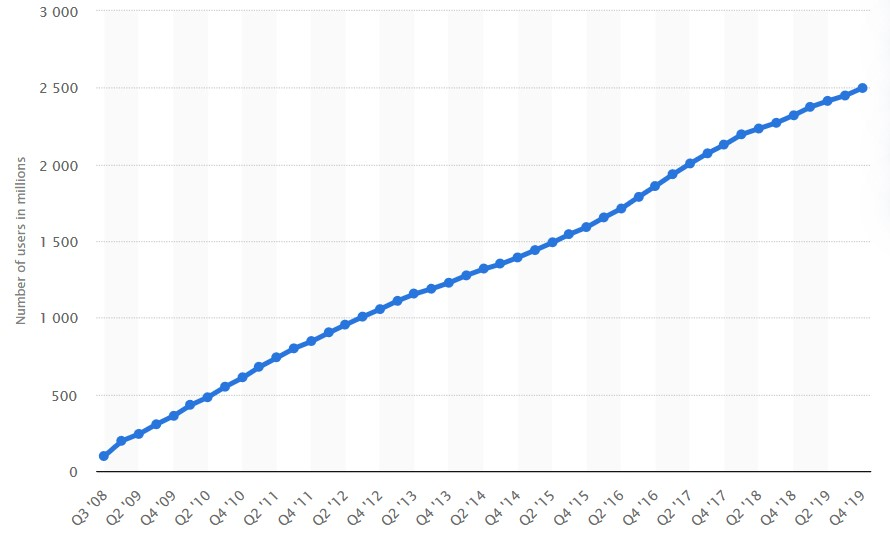 3 000
2 500
2 000
1 500
1 000
500
0
Number of users in millions
Q3 '08
Q2 '09
Q4 '09
Q2 '10
Q4 '10
Q2 '11
Q4 '11
Q2 '12
Q4 '12
Q2 '13
Q4 '13
Q2 '14
Q4 '14
Q2 '15
Q4 '15
Q2 '16
Q4 '16
Q2 '17
Q4 '17
Q2 '18
Q4 '18
Q2 '19
Q4 '19